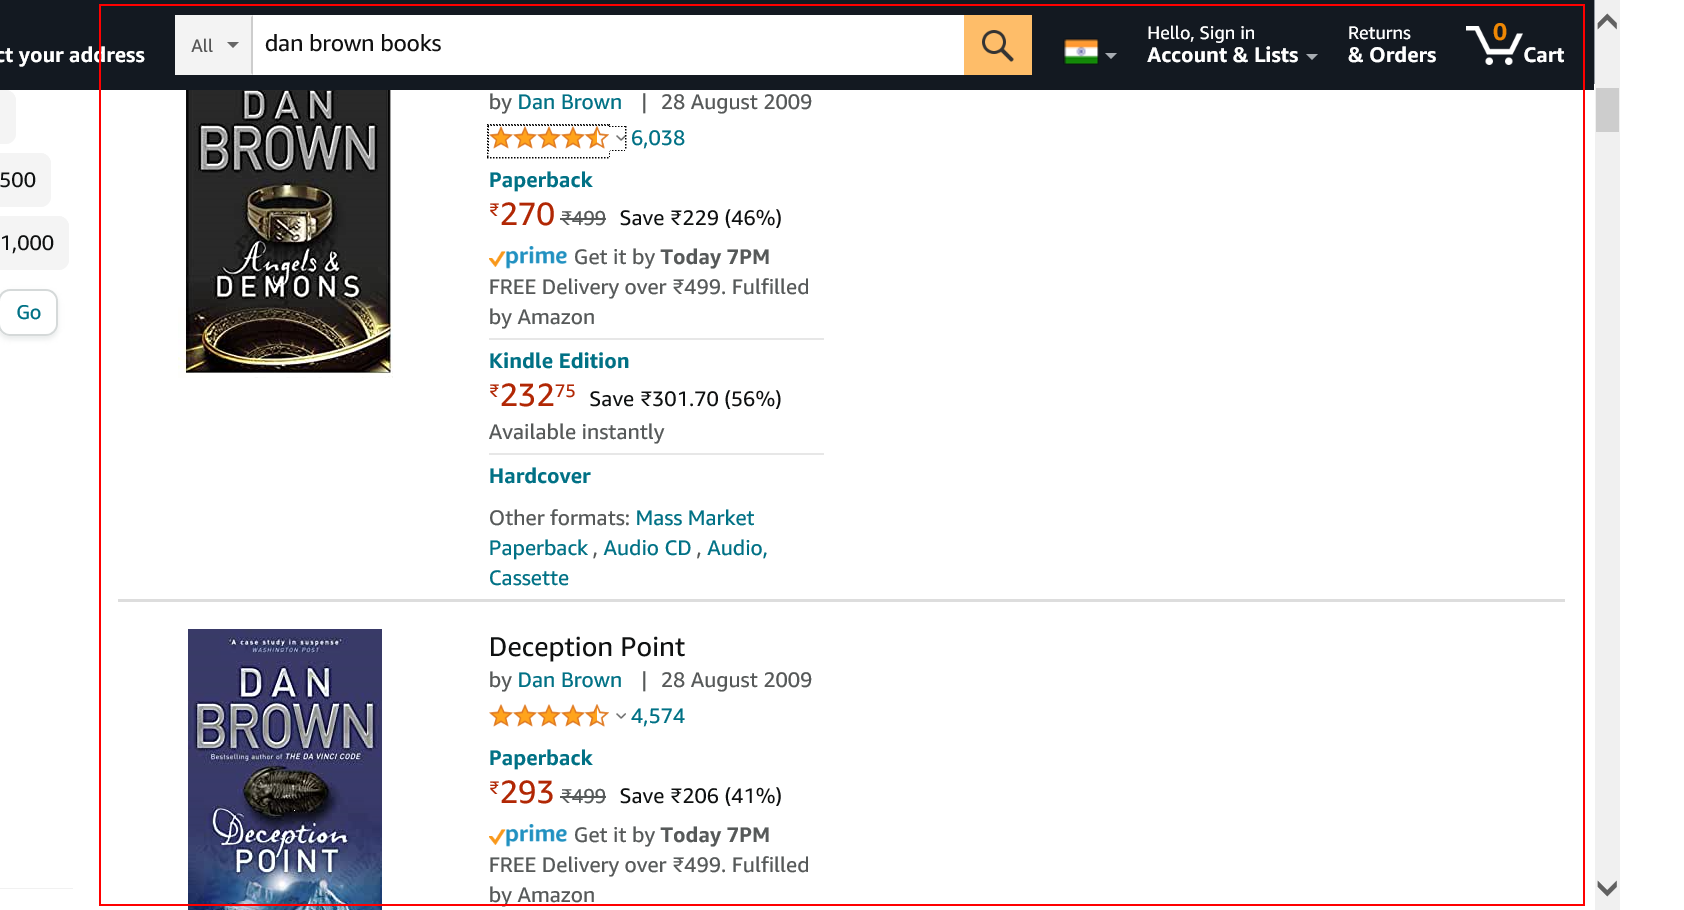 ct your address
All
dan brown books
Hello, Sign in
Account & Lists
Returns
& Orders
0
Cart
500
1,000
Go
DAN
BROWN
Angels &
DEMONS
by Dan Brown | 28 August 2009
6,038
Paperback
₹270 ₹499 Save ₹229 (46%)
prime Get it by Today 7PM
FREE Delivery over ₹499. Fulfilled
by Amazon
Kindle Edition
₹232 75 Save ₹301.70 (56%)
Available instantly
Hardcover
Other formats: Mass Market
Paperback , Audio CD , Audio,
Cassette
'A case study in suspense'
WASHINGTON POST
DAN
BROWN
Bestselling author of THE DA VINCI CODE
Deception
POINT
Deception Point
by Dan Brown | 28 August 2009
4,574
Paperback
₹293 ₹499 Save ₹206 (41%)
prime Get it by Today 7PM
FREE Delivery over ₹499. Fulfilled
by Amazon